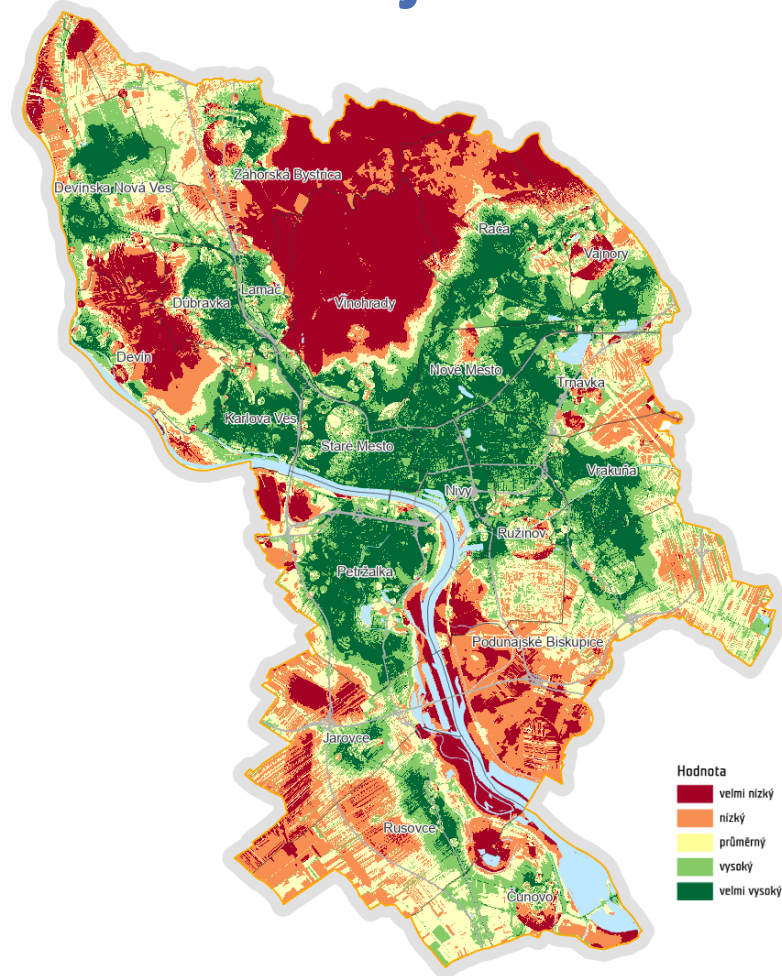 Záhorská Bystrica
Devínska Nová Ves
Rača
Vajnory
Lamač
Dúbravka
Vinohrady
Devín
Nové Mesto
Trnávka
Karlova Ves
Staré Mesto
Vrakuňa
Nivy
Ružinov
Petržalka
Podunajské Biskupice
Jarovce
Rusovce
Čunovo
Hodnota
velmi nízký
nízký
průměrný
vysoký
velmi vysoký